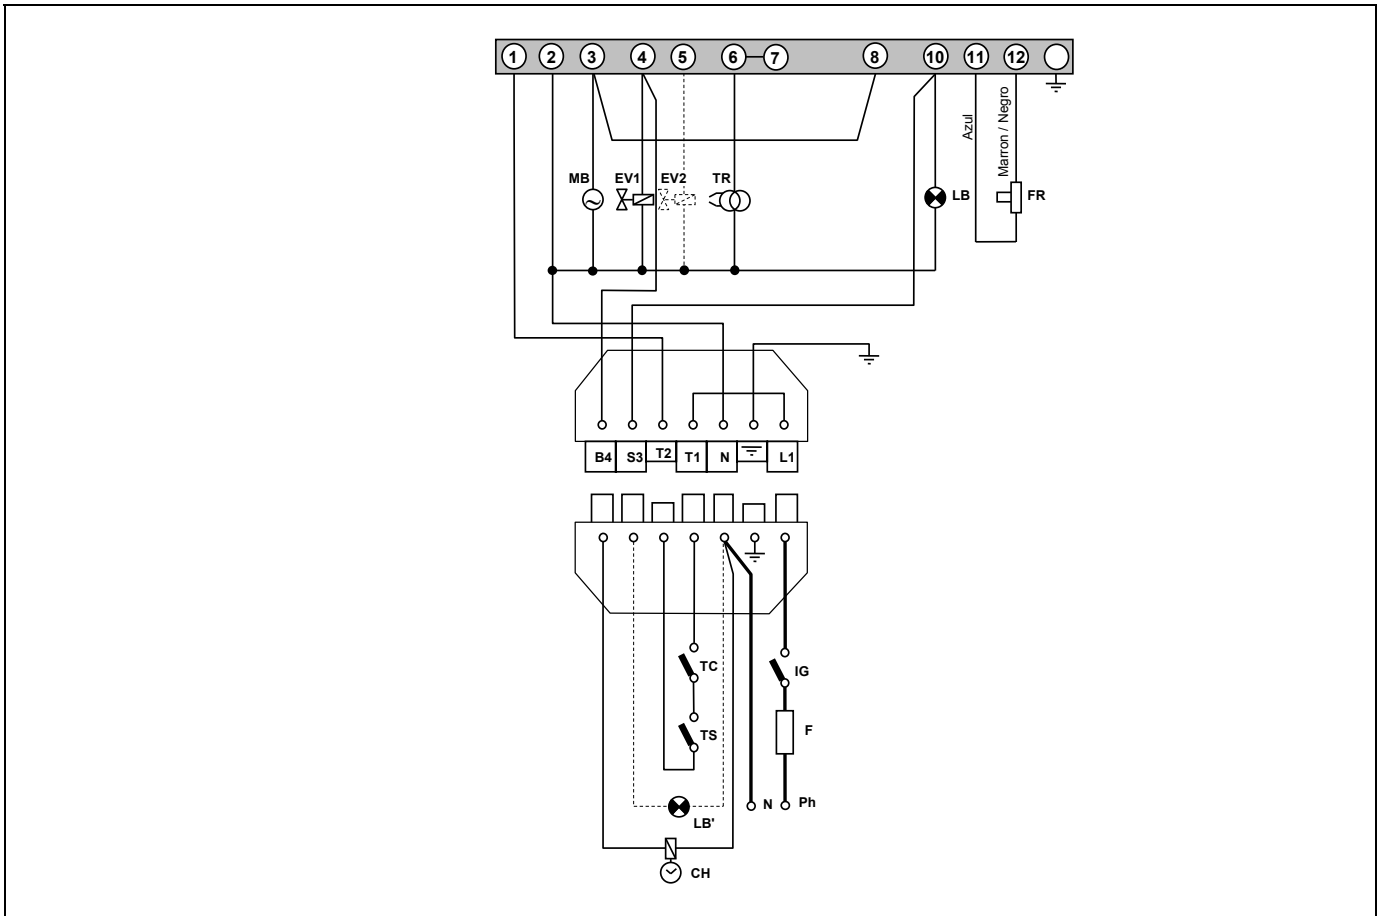 1 2 3 4 5 6 7 8 10 11 12
Azul
Marron / Negro
MB EV1 EV2 TR LB FR
B4 S3 T2 T1 N L1
TC
IG
TS
F
N Ph
LB'
CH